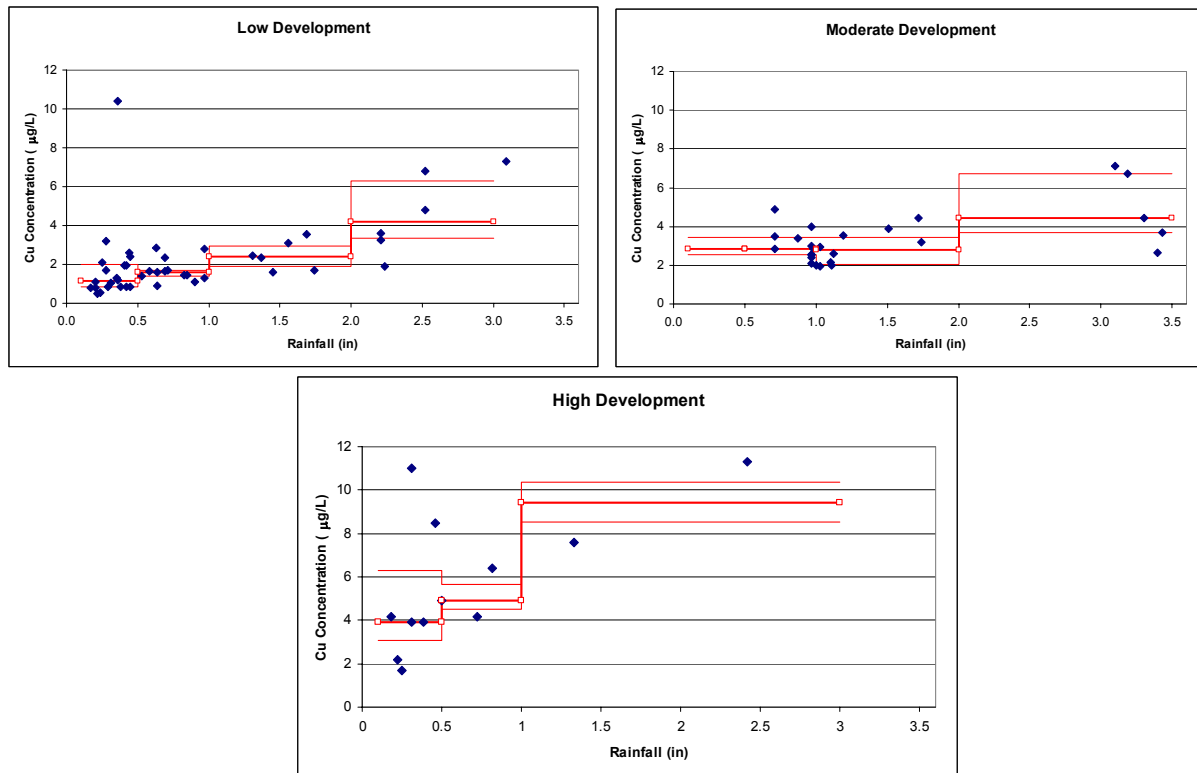 Low Development
12
10
8
6
4
2
0
Cu Concentration ( µg/L)
0.0 0.5 1.0 1.5 2.0 2.5 3.0 3.5
Rainfall (in)
Moderate Development
12
10
8
6
4
2
0
Cu Concentration ( µg/L)
0.0 0.5 1.0 1.5 2.0 2.5 3.0 3.5
Rainfall (in)
High Development
12
10
8
6
4
2
0
Cu Concentration ( µg/L)
0 0.5 1 1.5 2 2.5 3 3.5
Rainfall (in)